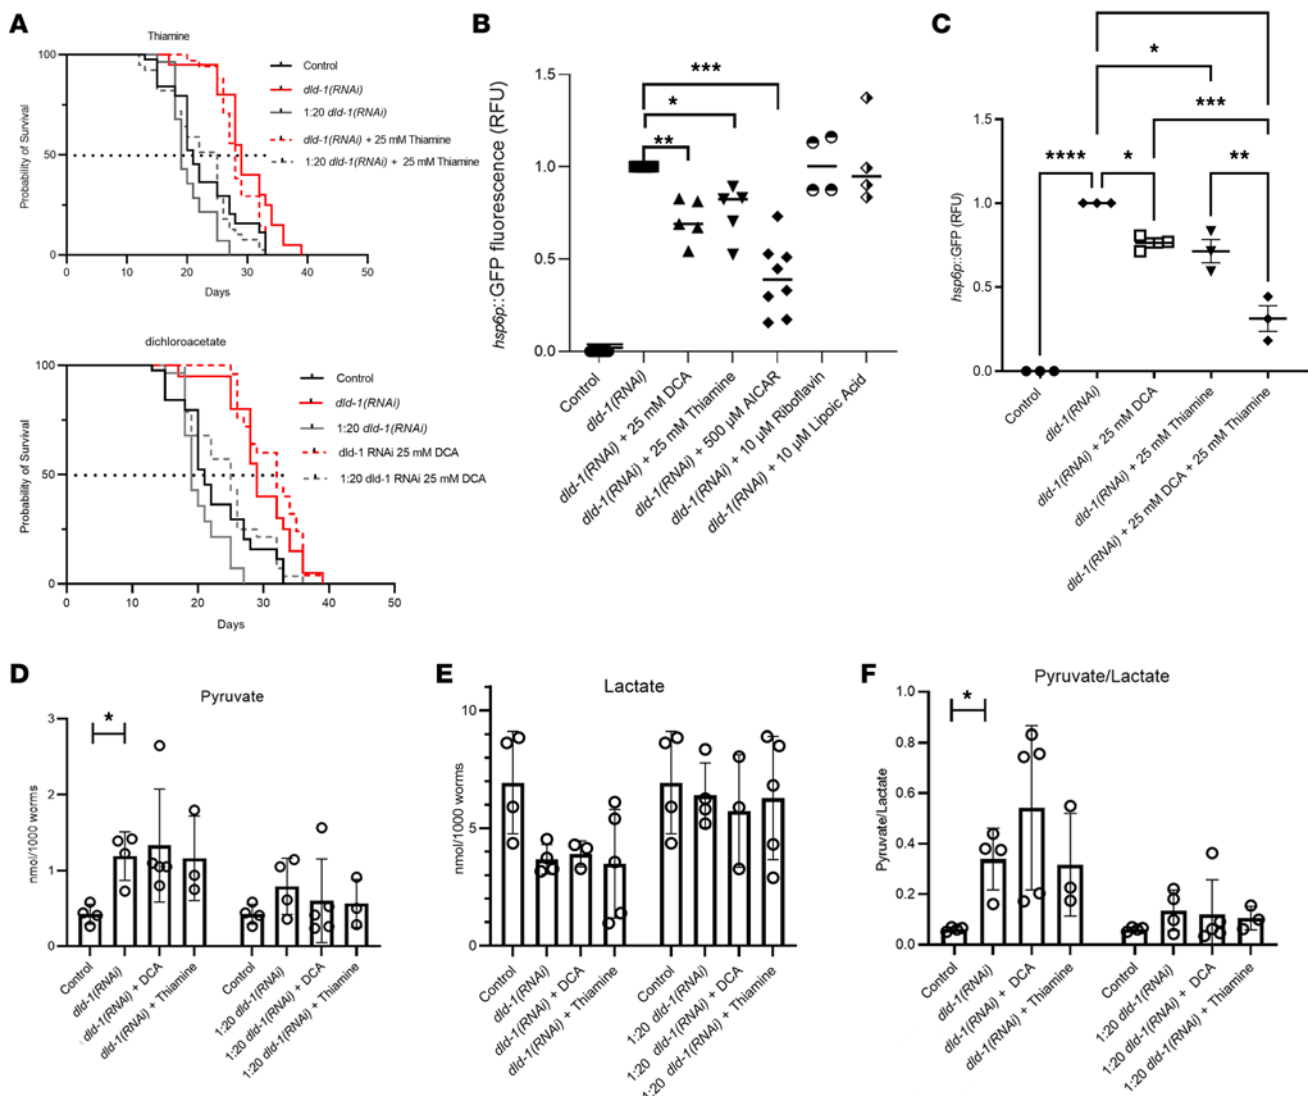 A
Thiamine
Probability of Survival
100
50
0
0 10 20 30 40 50
Days
Control
dld-1(RNAi)
1:20 dld-1(RNAi)
dld-1(RNAi) + 25 mM Thiamine
1:20 dld-1(RNAi) + 25 mM Thiamine
dichloroacetate
Probability of Survival
100
50
0
0 10 20 30 40 50
Days
Control
dld-1(RNAi)
1:20 dld-1(RNAi)
dld-1 RNAi 25 mM DCA
1:20 dld-1 RNAi 25 mM DCA
B
hsp6p::GFP fluorescence (RFU)
1.5
1.0
0.5
0.0
***
*
**
Control
dld-1(RNAi)
dld-1(RNAi) + 25 mM DCA
dld-1(RNAi) + 25 mM Thiamine
dld-1(RNAi) + 500 µM AICAR
dld-1(RNAi) + 10 µM Riboflavin
dld-1(RNAi) + 10 µM Lipoic Acid
C
hsp6p::GFP (RFU)
1.5
1.0
0.5
0.0
*
***
****
*
**
Control
dld-1(RNAi)
dld-1(RNAi) + 25 mM DCA
dld-1(RNAi) + 25 mM Thiamine
dld-1(RNAi) + 25 mM DCA + 25 mM Thiamine
D
Pyruvate
nmol/1000 worms
3
2
1
0
*
Control
dld-1(RNAi)
dld-1(RNAi) + DCA
dld-1(RNAi) + Thiamine
Control
1:20 dld-1(RNAi)
1:20 dld-1(RNAi) + DCA
1:20 dld-1(RNAi) + Thiamine
E
Lactate
nmol/1000 worms
10
5
0
Control
dld-1(RNAi)
dld-1(RNAi) + DCA
dld-1(RNAi) + Thiamine
Control
1:20 dld-1(RNAi)
1:20 dld-1(RNAi) + DCA
1:20 dld-1(RNAi) + Thiamine
F
Pyruvate/Lactate
Pyruvate/Lactate
1.0
0.8
0.6
0.4
0.2
0.0
*
Control
dld-1(RNAi)
dld-1(RNAi) + DCA
dld-1(RNAi) + Thiamine
Control
1:20 dld-1(RNAi)
1:20 dld-1(RNAi) + DCA
1:20 dld-1(RNAi) + Thiamine